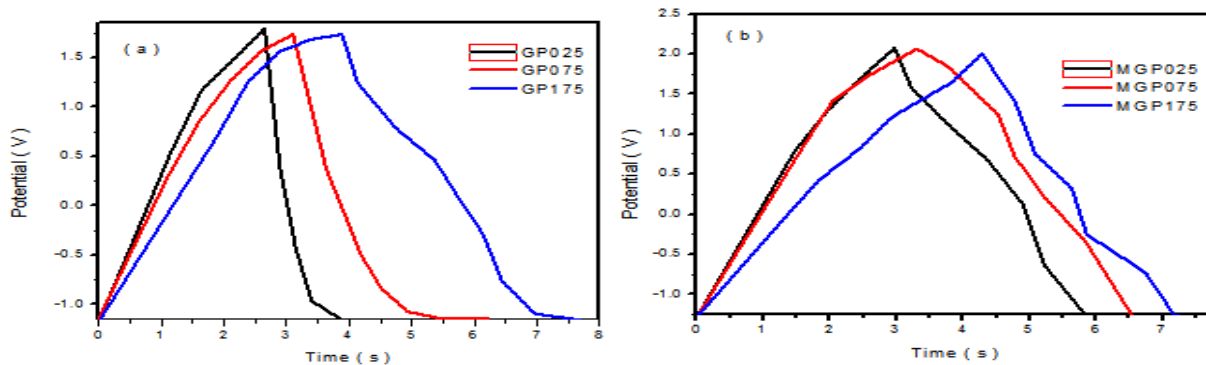 ( a )
GP025
GP075
GP175
Potential ( V )
1.5
1.0
0.5
0.0
-0.5
-1.0
0 1 2 3 4 5 6 7 8
Time ( s )
( b )
MGP025
MGP075
MGP175
Potential ( V )
2.5
2.0
1.5
1.0
0.5
0.0
-0.5
-1.0
0 1 2 3 4 5 6 7
Time ( s )